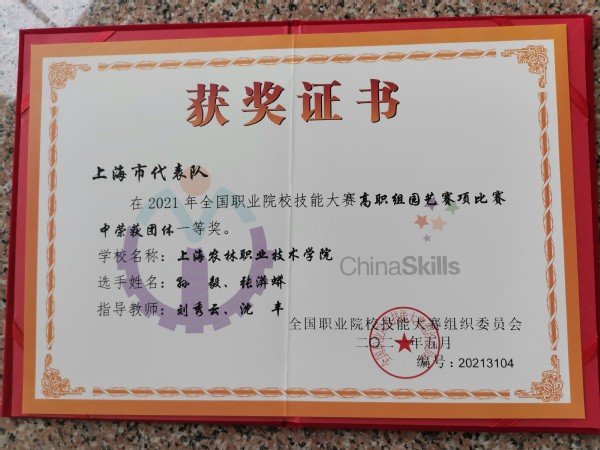 获奖证书
上海市代表队
在2021年全国职业院校技能大赛高职组园艺赛项比赛
中荣获团体一等奖。
学校名称：上海农林职业技术学院
ChinaSkills
选手姓名：孙毅、张漭
指导教师：刘秀云、沈丰
全国职业院校技能大赛组织委员会
二〇二一年五月
编号：20213104